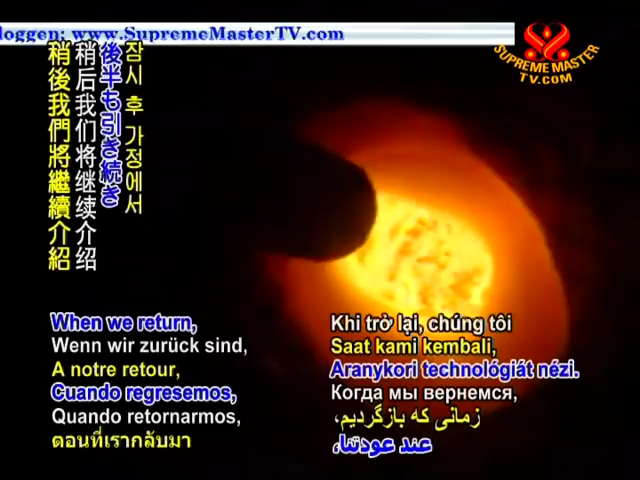 loggen: www.SupremeMasterTV.com
SUPREME MASTER
TV.COM
稍後我們將繼續介紹
稍后我们将继续介绍
後半も引き続き
잠시 후 가정에서
When we return,
Wenn wir zurück sind,
A notre retour,
Cuando regresemos,
Quando retornarmos,
ตอนที่เรากลับมา
Khi trở lại, chúng tôi
Saat kami kembali,
Aranykori technológiát nézi.
Когда мы вернемся,
زمانی که بازگردیم،
عند عودتنا،